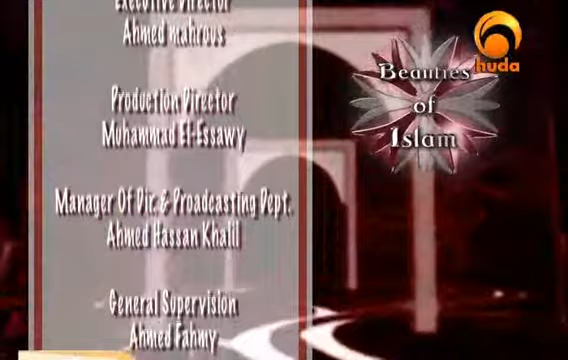 Executive Director
Ahmed mahrous
Production Director
Muhammad El-Essawy
Manager Of Dir. & Proadcasting Dept.
Ahmed Hassan Khalil
General Supervision
Ahmed Fahmy
huda
Beauties
of
Islam